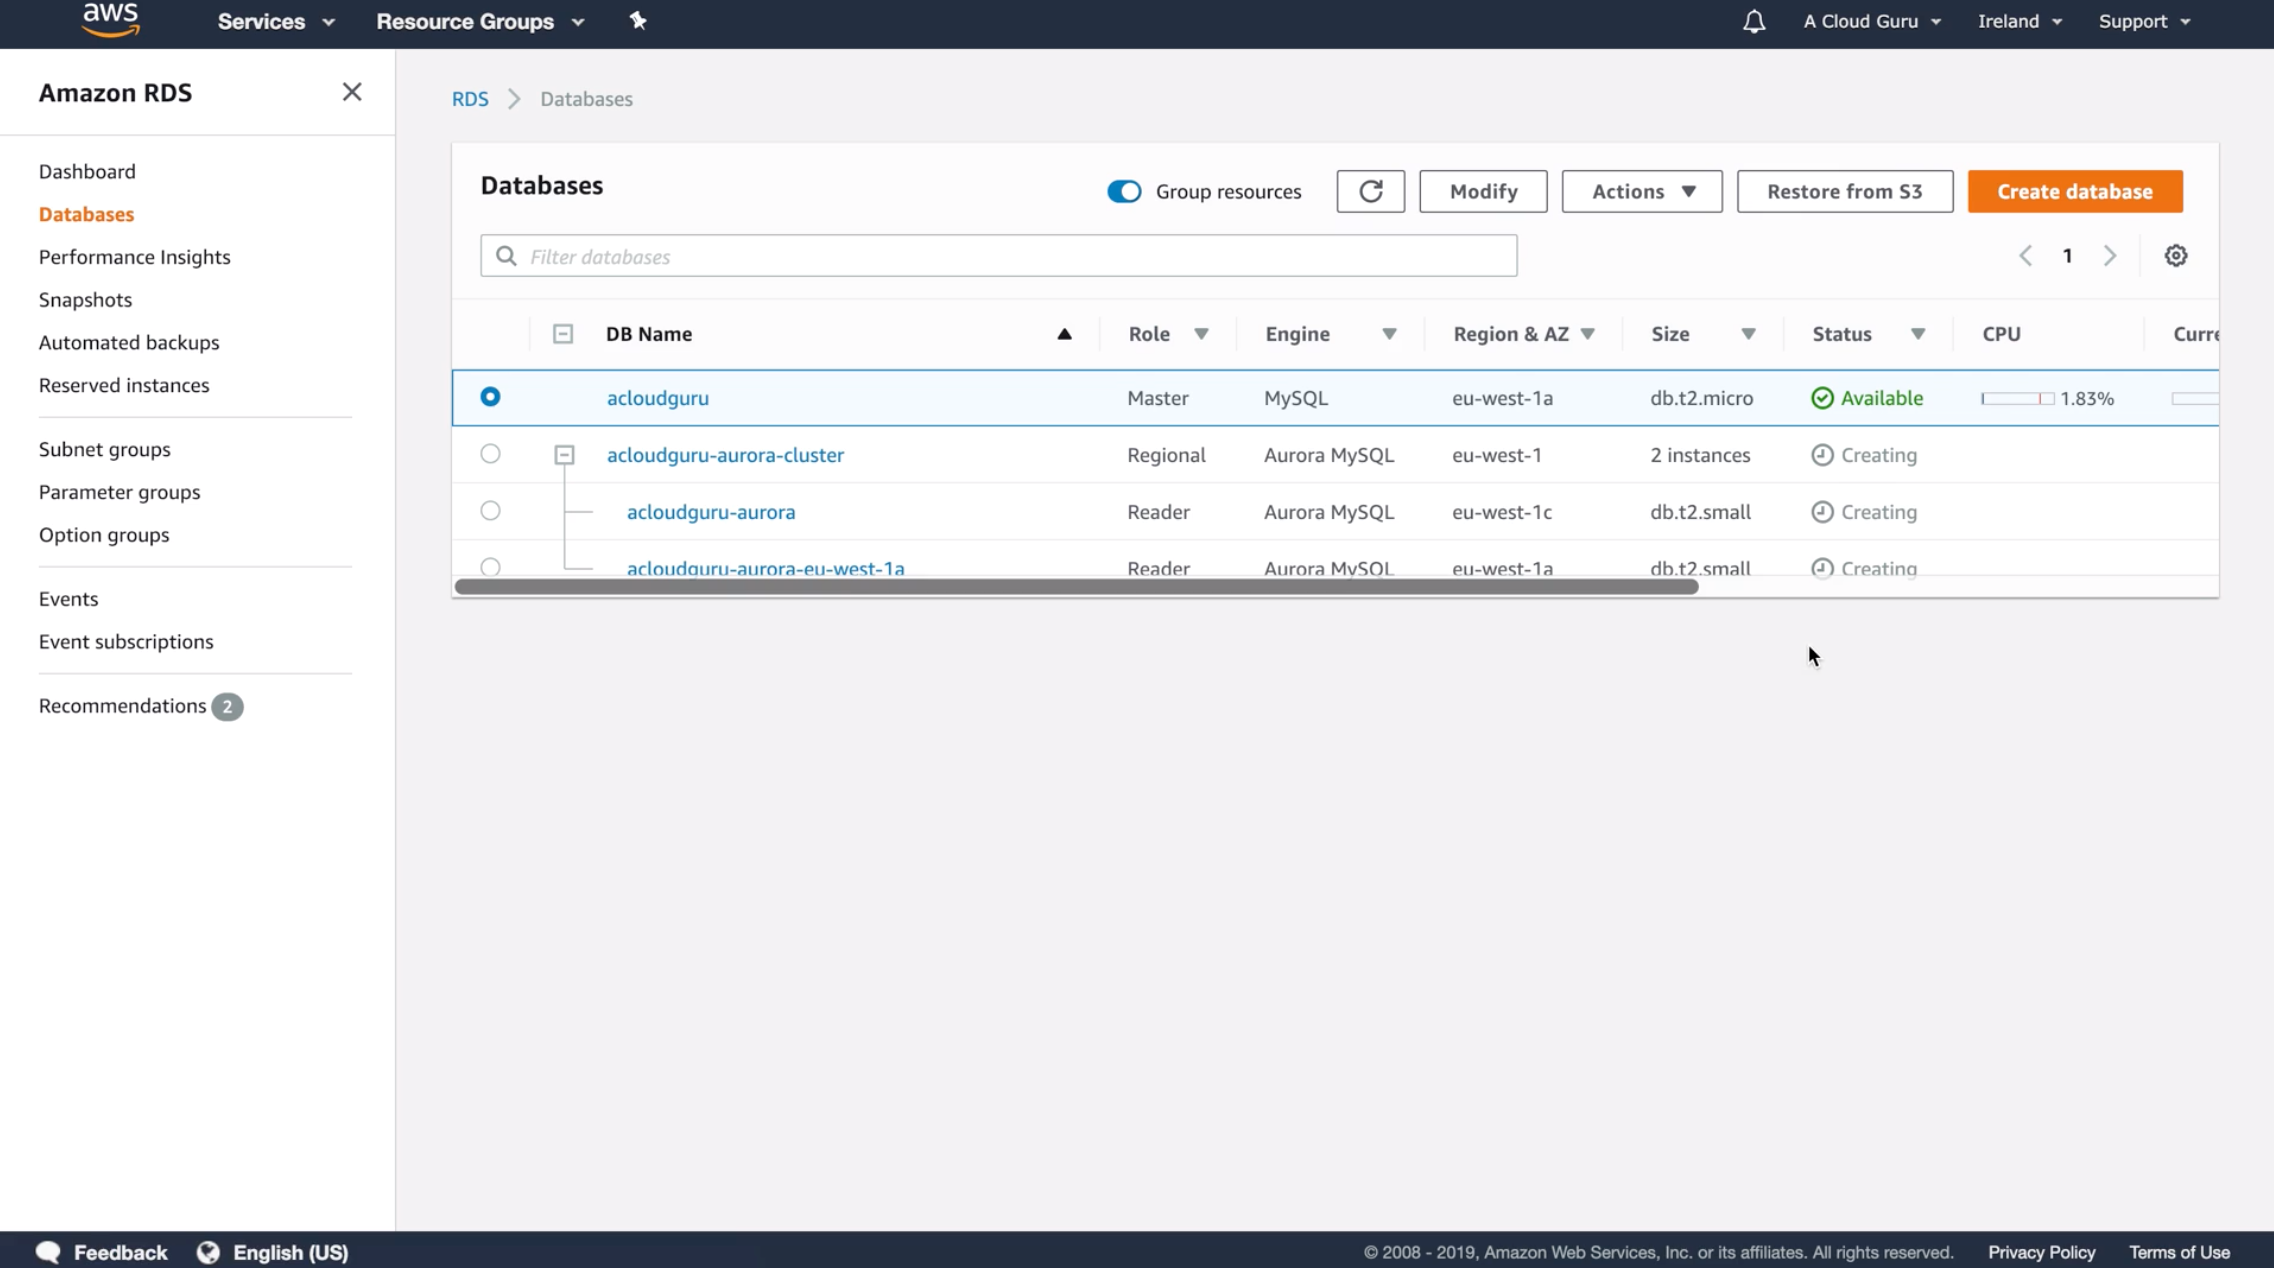 aws Services Resource Groups A Cloud Guru Ireland Support
Amazon RDS
Dashboard
Databases
Performance Insights
Snapshots
Automated backups
Reserved instances
Subnet groups
Parameter groups
Option groups
Events
Event subscriptions
Recommendations 2
RDS Databases
Databases Group resources Modify Actions Restore from S3 Create database
Filter databases 1
DB Name Role Engine Region & AZ Size Status CPU Curre
acloudguru Master MySQL eu-west-1a db.t2.micro Available 1.83%
acloudguru-aurora-cluster Regional Aurora MySQL eu-west-1 2 instances Creating
acloudguru-aurora Reader Aurora MySQL eu-west-1c db.t2.small Creating
acloudguru-aurora-eu-west-1a Reader Aurora MySQL eu-west-1a db.t2.small Creating
Feedback English (US) © 2008 - 2019, Amazon Web Services, Inc. or its affiliates. All rights reserved. Privacy Policy Terms of Use